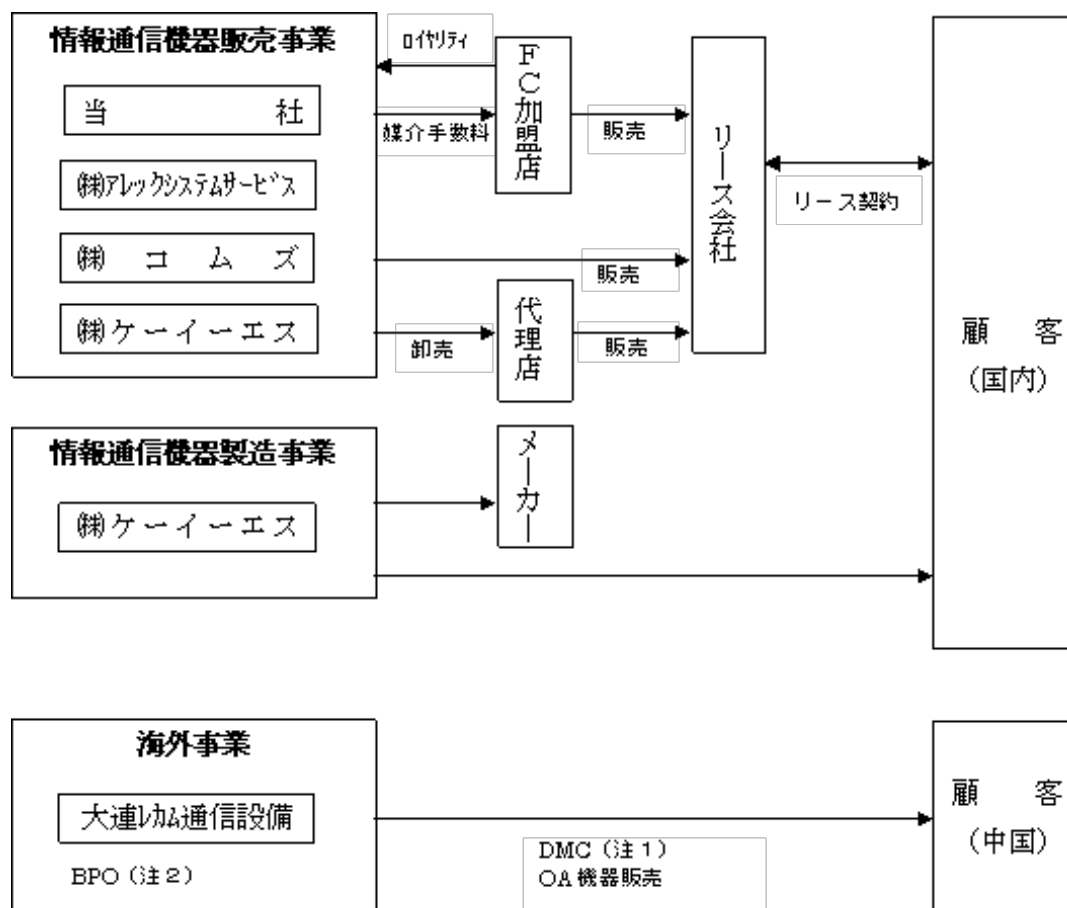 情報通信機器販売事業
当 社
㈱ｱﾚｯｸｼｽﾃﾑｻｰﾋﾞｽ
㈱ コ ム ズ
㈱ケーイーエス
ﾛｲﾔﾘﾃｨ
媒介手数料
FC加盟店
販売
販売
卸売
代理店
販売
リース会社
リース契約
顧 客
（国内）
情報通信機器製造事業
㈱ケーイーエス
メーカー
海外事業
大連ﾚｶﾑ通信設備
BPO（注２）
DMC（注１）
OA機器販売
顧 客
（中国）